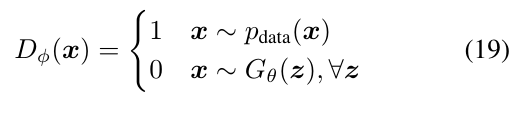 D_ϕ(x) = { 1 x ∼ p_data(x)
0 x ∼ G_θ(z), ∀z (19)